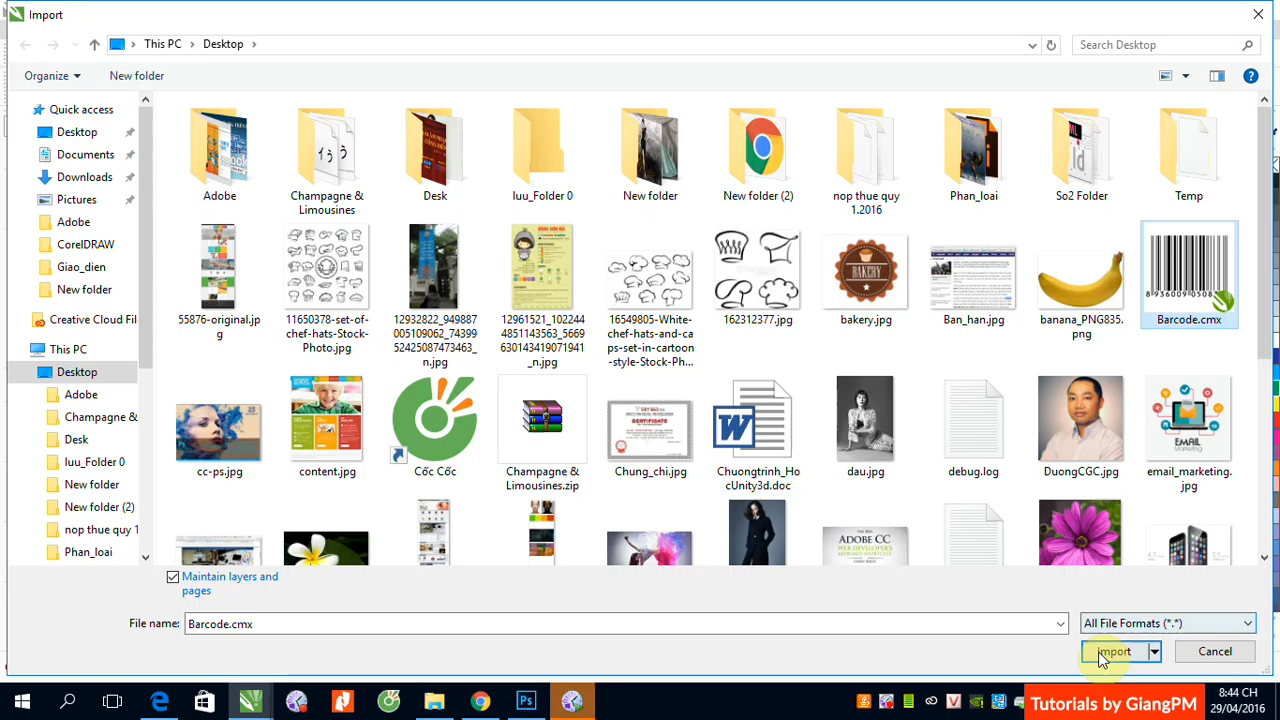 Import
This PC
Desktop
Search Desktop
Organize
New folder
Quick access
Desktop
Documents
Downloads
Pictures
Adobe
CorelDRAW
Giao_dien
New folder
Creative Cloud Fil
This PC
Desktop
Adobe
Champagne &
Desk
luu_Folder 0
New folder
New folder (2)
nop thue quy 1
Phan_loai
Adobe
Champagne &
Limousines
Desk
luu_Folder 0
New folder
New folder (2)
nop thue quy
1.2016
Phan_loai
So2 Folder
Temp
55876-original.jp
g
11650378-set-of-
chef-hats-Stock-
Photo.jpg
12932822_949887
005109062_74399
52425087473463_
n.jpg
12961521_102244
4851143563_5669
630143419071941
_n.jpg
16549805-White-
chef-hats-and-ca
ps-set-in-cartoon
-style-Stock-Ph...
162312377.jpg
BAKERY
bakery.jpg
Ban_han.jpg
banana_PNG835.
png
Barcode.cmx
cc-ps.jpg
content.jpg
Cốc Cốc
Champagne &
Limousines.zip
CERTIFICATE
Chung_chi.jpg
Chuongtrinh_Ho
cUnity3d.doc
dau.jpg
debug.log
DuongCGC.jpg
EMAIL
email_marketing.
jpg
ADOBE CC
Maintain layers and
pages
File name:
Barcode.cmx
All File Formats (*.*)
Import
Cancel
Tutorials by GiangPM
8:44 CH
29/04/2016